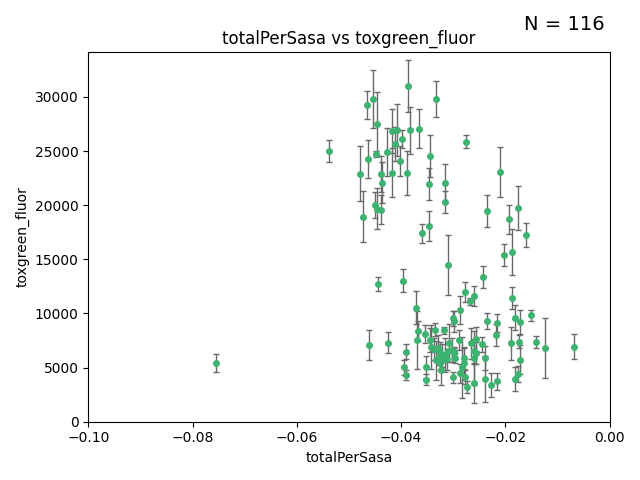 N = 116
totalPerSasa vs toxgreen_fluor
toxgreen_fluor
30000
25000
20000
15000
10000
5000
0
−0.10 −0.08 −0.06 −0.04 −0.02 0.00
totalPerSasa